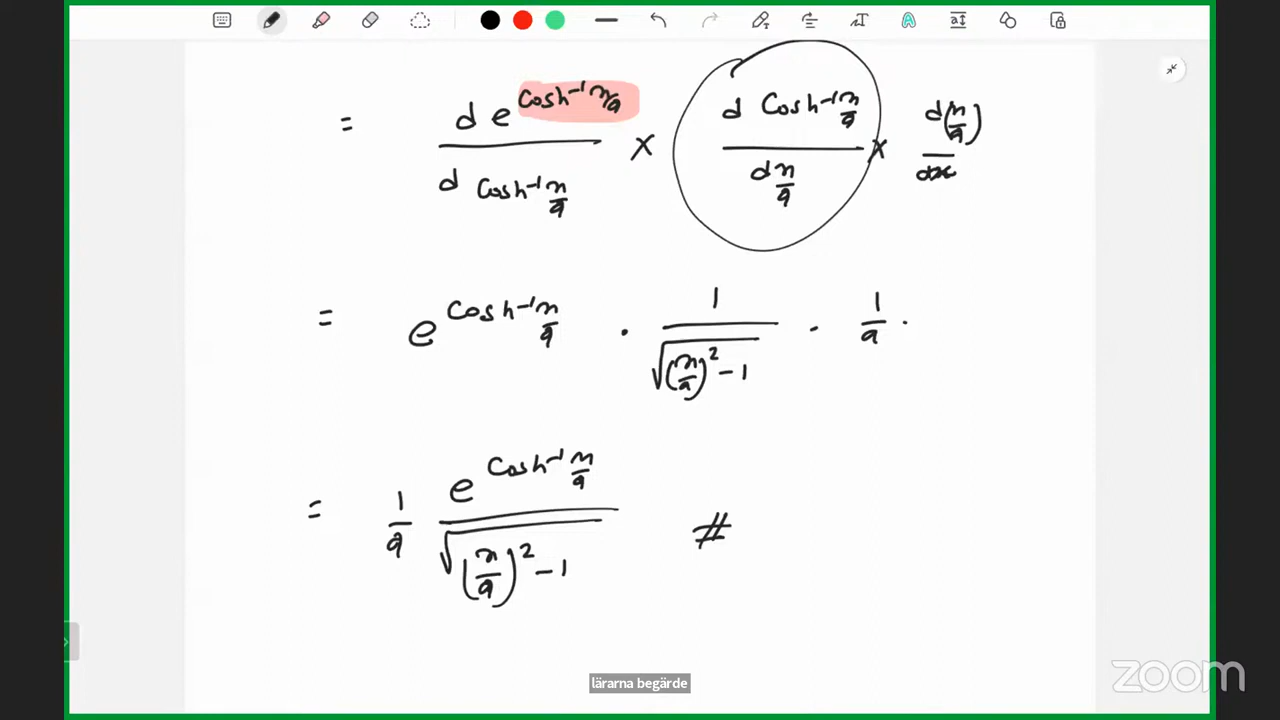 = d e^(Cosh⁻¹ x/a) / d Cosh⁻¹ x/a × d Cosh⁻¹ x/a / d x/a × d(x/a) / dx
= e^(Cosh⁻¹ x/a) · 1 / √((x/a)² − 1) · 1/a ·
= 1/a e^(Cosh⁻¹ x/a) / √((x/a)² − 1) #
lärarna begärde
zoom